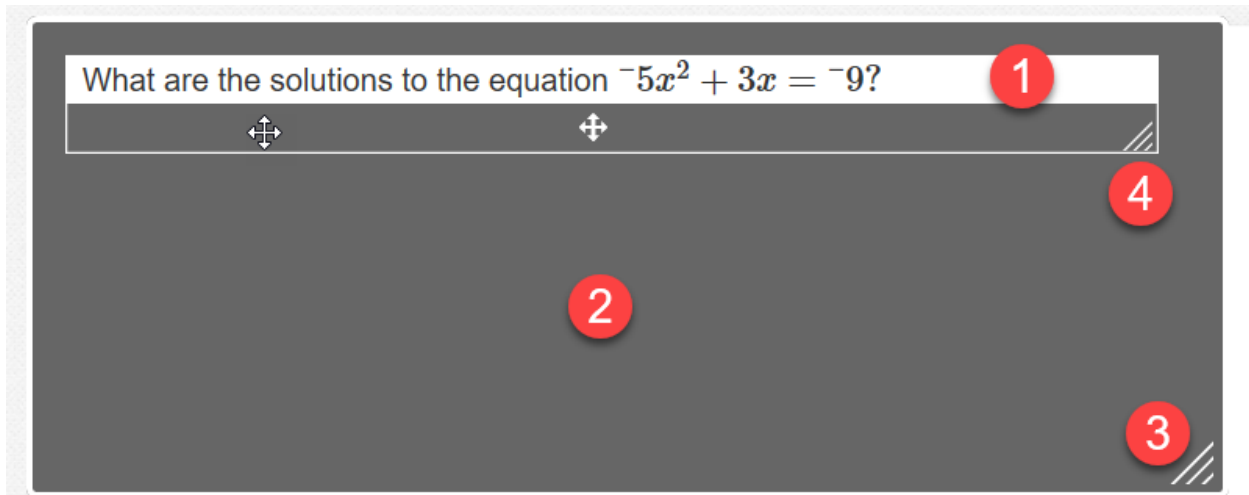 What are the solutions to the equation ⁻5x² + 3x = ⁻9?
1
4
2
3